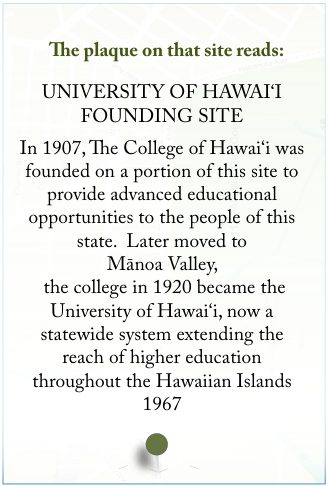 The plaque on that site reads:
UNIVERSITY OF HAWAI‘I
FOUNDING SITE
In 1907, The College of Hawai‘i was
founded on a portion of this site to
provide advanced educational
opportunities to the people of this
state.  Later moved to
Mānoa Valley,
the college in 1920 became the
University of Hawai‘i, now a
statewide system extending the
reach of higher education
throughout the Hawaiian Islands
1967